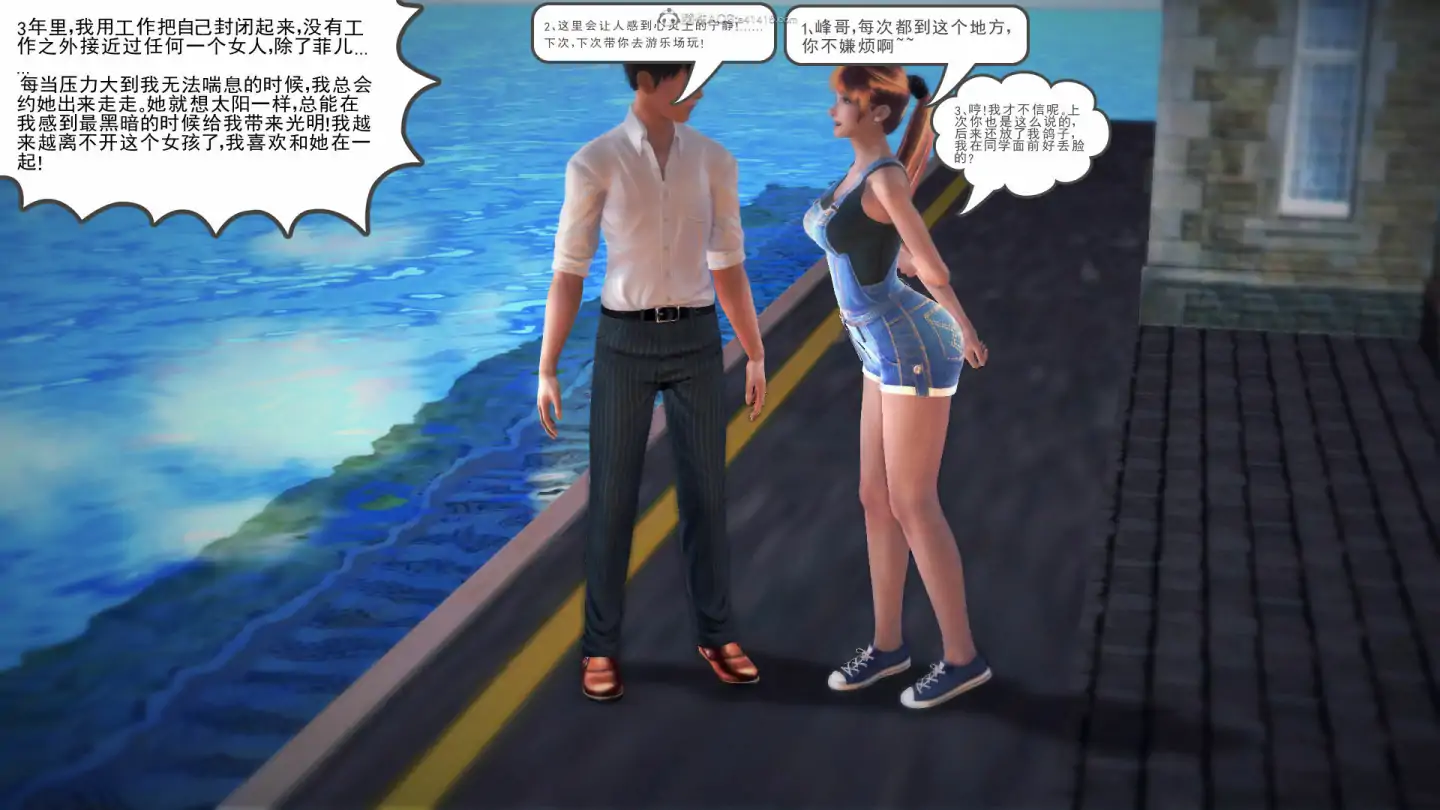 3年里,我用工作把自己封闭起来,没有工
作之外接近过任何一个女人,除了菲儿...
..
每当压力大到我无法喘息的时候,我总会
约她出来走走。她就想太阳一样,总能在
我感到最黑暗的时候给我带来光明!我越
来越离不开这个女孩了,我喜欢和她在一
起!
2、这里会让人感到心灵上的宁静!......
下次,下次带你去游乐场玩!
1、峰哥,每次都到这个地方,
你不嫌烦啊~~
3、哼!我才不信呢,上
次你也是这么说的,
后来还放了我鸽子,
我在同学面前好丢脸
的?